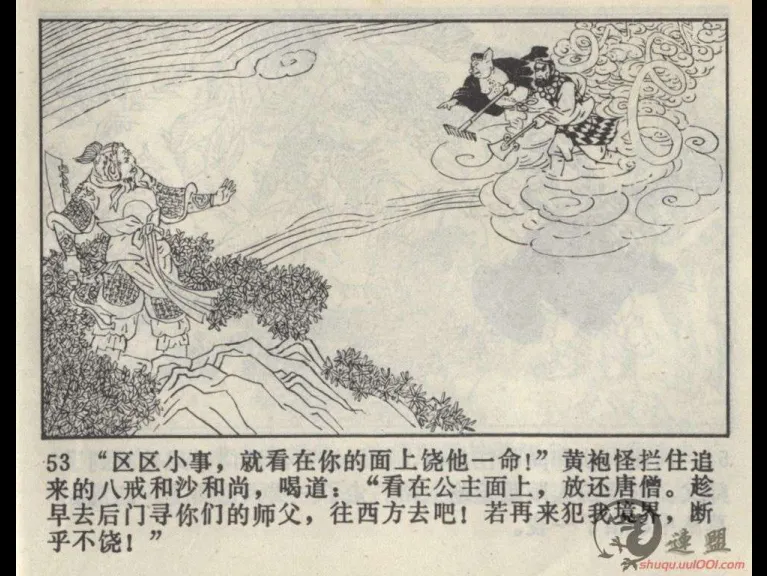 53 “区区小事，就看在你的面上饶他一命！”黄袍怪拦住追
来的八戒和沙和尚，喝道：“看在公主面上，放还唐僧。趁
早去后门寻你们的师父，往西方去吧！若再来犯我境界，断
乎不饶！”
連盟
shuqu.uu1001.com